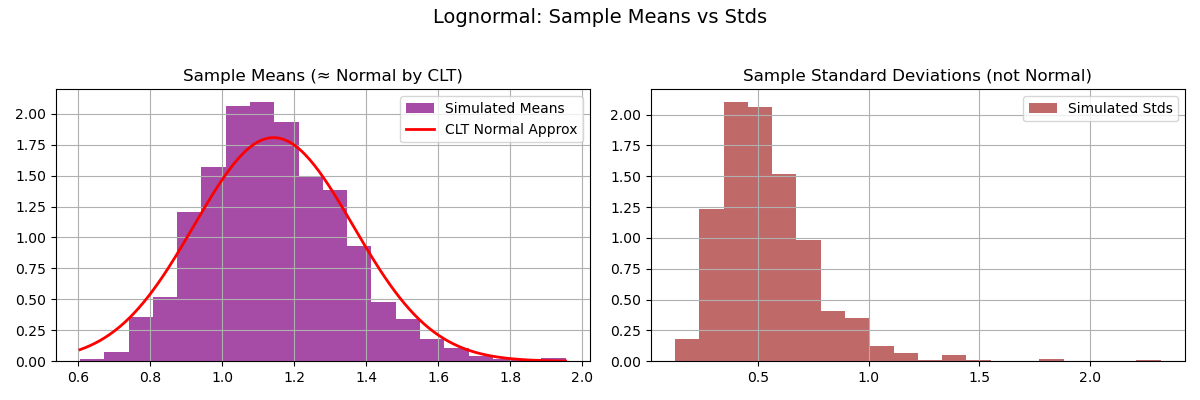 Lognormal: Sample Means vs Stds
Sample Means (≈ Normal by CLT)
Simulated Means
CLT Normal Approx
2.00
1.75
1.50
1.25
1.00
0.75
0.50
0.25
0.00
0.6 0.8 1.0 1.2 1.4 1.6 1.8 2.0
Sample Standard Deviations (not Normal)
Simulated Stds
2.00
1.75
1.50
1.25
1.00
0.75
0.50
0.25
0.00
0.5 1.0 1.5 2.0